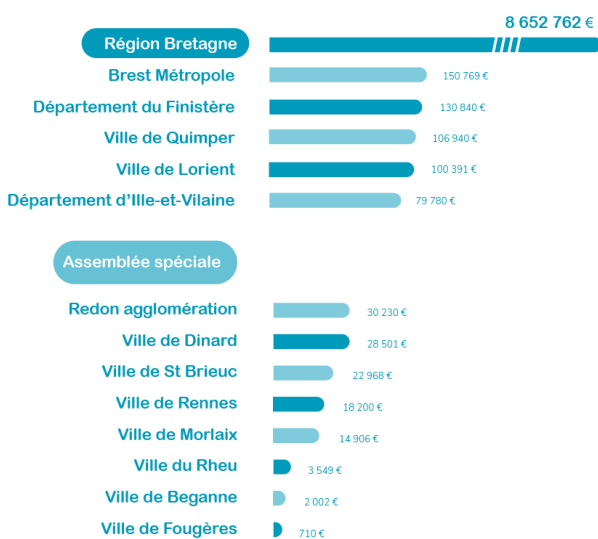 8 652 762 €
Région Bretagne
Brest Métropole 150 769 €
Département du Finistère 130 840 €
Ville de Quimper 106 940 €
Ville de Lorient 100 391 €
Département d'Ille-et-Vilaine 79 780 €
Assemblée spéciale
Redon agglomération 30 230 €
Ville de Dinard 28 501 €
Ville de St Brieuc 22 968 €
Ville de Rennes 18 200 €
Ville de Morlaix 14 906 €
Ville du Rheu 3 549 €
Ville de Beganne 2 002 €
Ville de Fougères 710 €